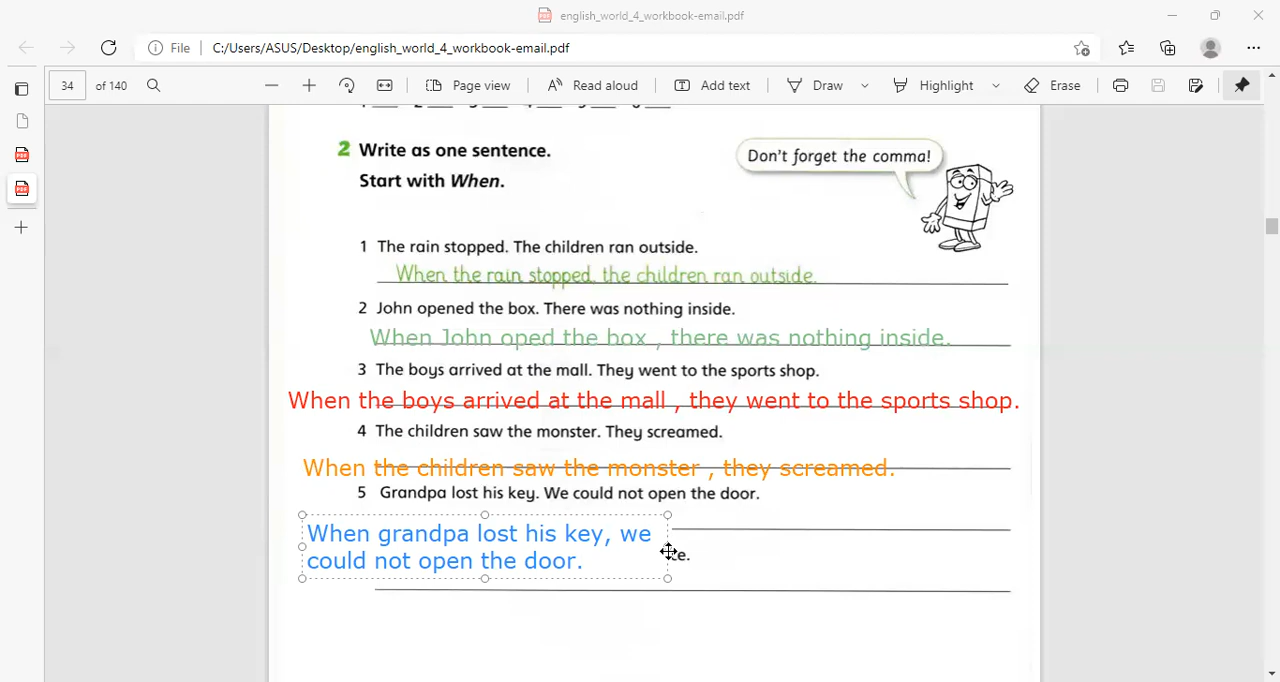 english_world_4_workbook-email.pdf
File C:/Users/ASUS/Desktop/english_world_4_workbook-email.pdf
34 of 140 Page view Read aloud Add text Draw Highlight Erase
2 Write as one sentence.
Start with When.
Don't forget the comma!
1 The rain stopped. The children ran outside.
When the rain stopped, the children ran outside.
2 John opened the box. There was nothing inside.
When John oped the box , there was nothing inside.
3 The boys arrived at the mall. They went to the sports shop.
When the boys arrived at the mall , they went to the sports shop.
4 The children saw the monster. They screamed.
When the children saw the monster , they screamed.
5 Grandpa lost his key. We could not open the door.
When grandpa lost his key, we
could not open the door.